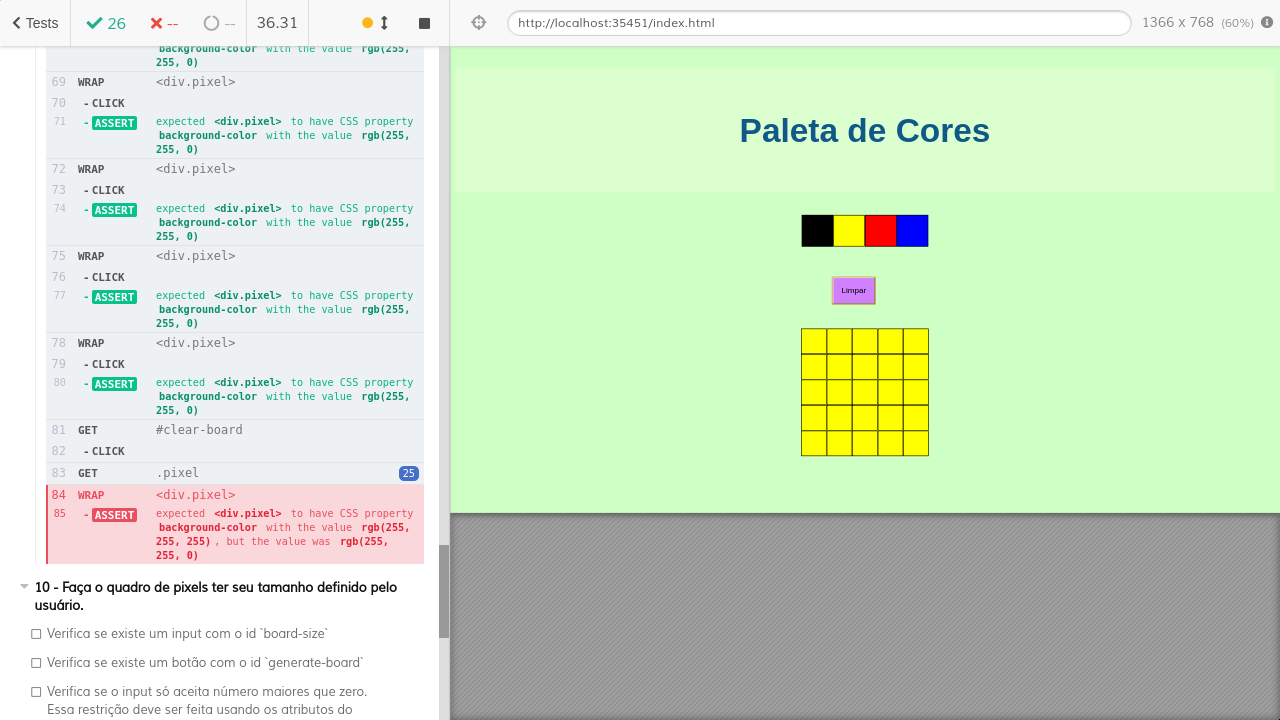 Tests 26 -- -- 36.31
http://localhost:35451/index.html 1366 x 768 (60%)
background-color with the value rgb(255,
255, 0)
69 WRAP <div.pixel>
70 - CLICK
71 - ASSERT expected <div.pixel> to have CSS property
background-color with the value rgb(255,
255, 0)
72 WRAP <div.pixel>
73 - CLICK
74 - ASSERT expected <div.pixel> to have CSS property
background-color with the value rgb(255,
255, 0)
75 WRAP <div.pixel>
76 - CLICK
77 - ASSERT expected <div.pixel> to have CSS property
background-color with the value rgb(255,
255, 0)
78 WRAP <div.pixel>
79 - CLICK
80 - ASSERT expected <div.pixel> to have CSS property
background-color with the value rgb(255,
255, 0)
81 GET #clear-board
82 - CLICK
83 GET .pixel 25
84 WRAP <div.pixel>
85 - ASSERT expected <div.pixel> to have CSS property
background-color with the value rgb(255,
255, 255) , but the value was rgb(255,
255, 0)
10 - Faça o quadro de pixels ter seu tamanho definido pelo
usuário.
Verifica se existe um input com o id `board-size`
Verifica se existe um botão com o id `generate-board`
Verifica se o input só aceita número maiores que zero.
Essa restrição deve ser feita usando os atributos do
Paleta de Cores
Limpar